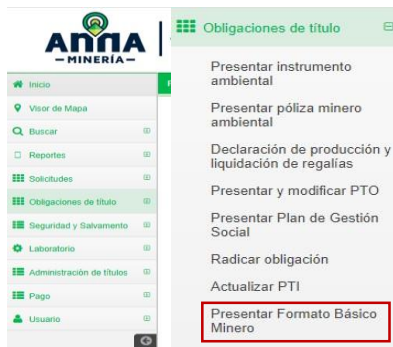 AnnA
—MINERÍA—
Inicio
Visor de Mapa
Buscar
Reportes
Solicitudes
Obligaciones de título
Seguridad y Salvamento
Laboratorio
Administración de títulos
Pago
Usuario
Obligaciones de título
Presentar instrumento
ambiental
Presentar póliza minero
ambiental
Declaración de producción y
liquidación de regalías
Presentar y modificar PTO
Presentar Plan de Gestión
Social
Radicar obligación
Actualizar PTI
Presentar Formato Básico
Minero